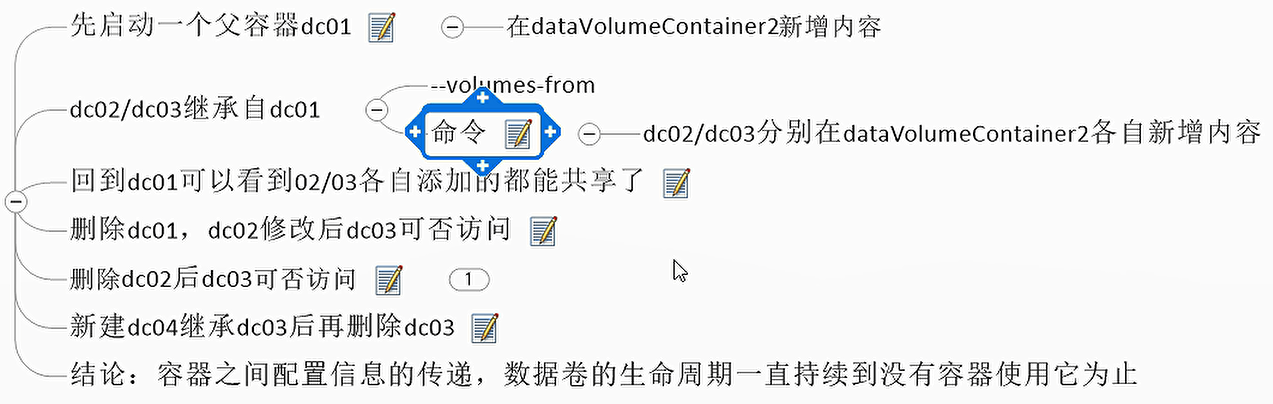 先启动一个父容器dc01
在dataVolumeContainer2新增内容
dc02/dc03继承自dc01
--volumes-from
命令
dc02/dc03分别在dataVolumeContainer2各自新增内容
回到dc01可以看到02/03各自添加的都能共享了
删除dc01，dc02修改后dc03可否访问
删除dc02后dc03可否访问
1
新建dc04继承dc03后再删除dc03
结论：容器之间配置信息的传递，数据卷的生命周期一直持续到没有容器使用它为止